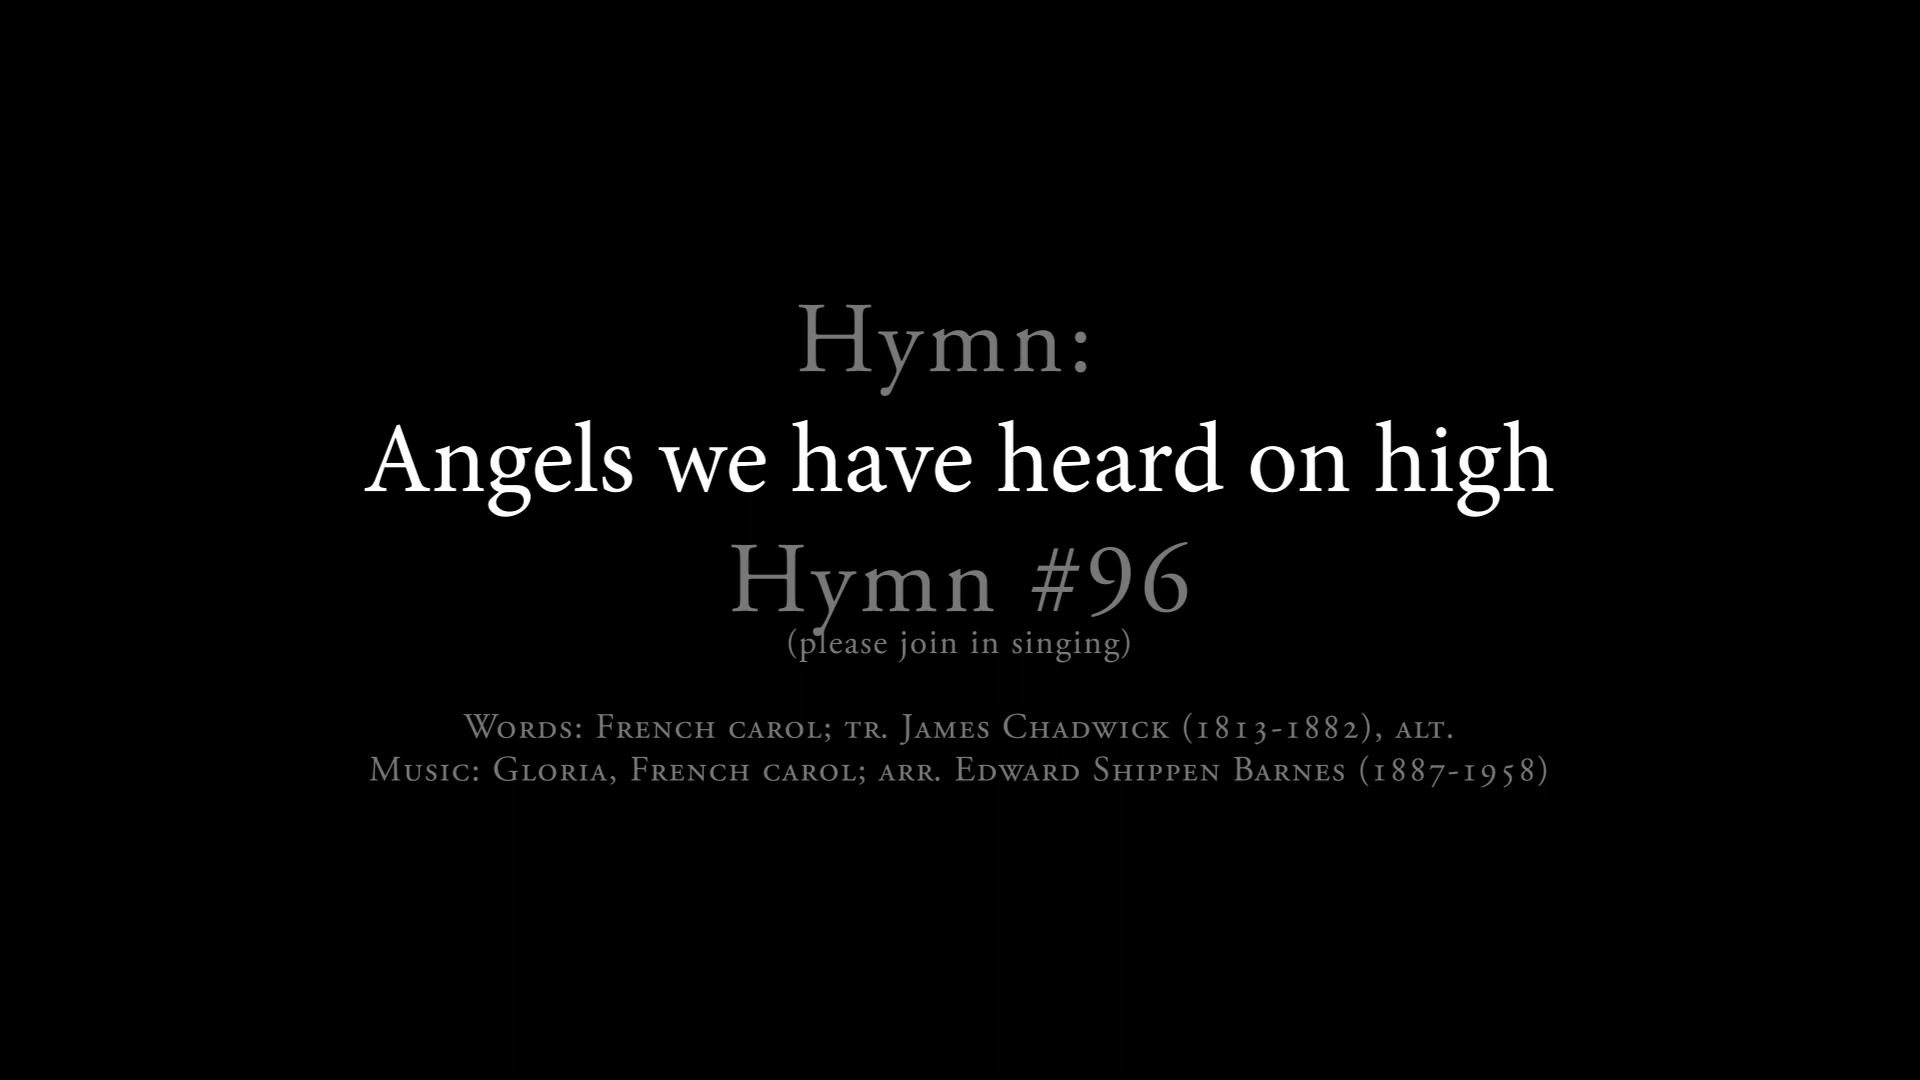 Hymn:
Angels we have heard on high
Hymn #96
(please join in singing)
Words: French carol; tr. James Chadwick (1813-1882), alt.
Music: Gloria, French carol; arr. Edward Shippen Barnes (1887-1958)